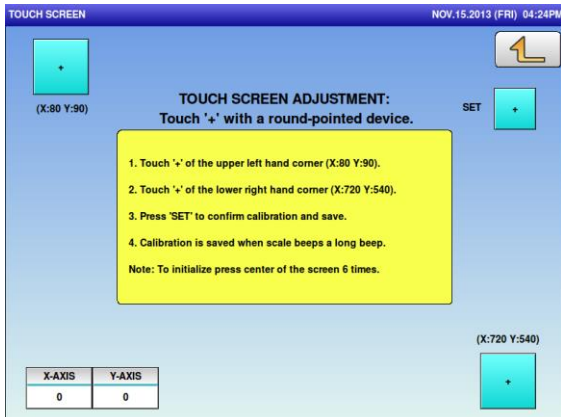 TOUCH SCREEN
NOV.15.2013 (FRI) 04:24PM
+
(X:80 Y:90)
TOUCH SCREEN ADJUSTMENT:
Touch '+' with a round-pointed device.
SET
+
1. Touch '+' of the upper left hand corner (X:80 Y:90).
2. Touch '+' of the lower right hand corner (X:720 Y:540).
3. Press 'SET' to confirm calibration and save.
4. Calibration is saved when scale beeps a long beep.
Note: To initialize press center of the screen 6 times.
(X:720 Y:540)
+
X-AXIS Y-AXIS
0 0